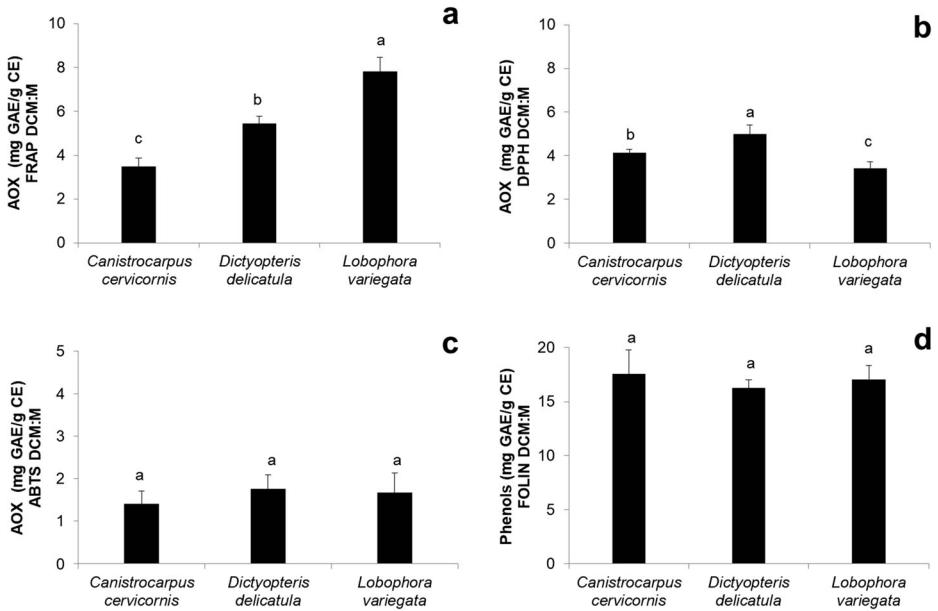 a
AOX (mg GAE/g CE)
FRAP DCM:M
10
8
6
4
2
0
c
b
a
Canistrocarpus
cervicornis
Dictyopteris
delicatula
Lobophora
variegata
b
AOX (mg GAE/g CE)
DPPH DCM:M
10
8
6
4
2
0
b
a
c
Canistrocarpus
cervicornis
Dictyopteris
delicatula
Lobophora
variegata
c
AOX (mg GAE/g CE)
ABTS DCM:M
5
4
3
2
1
0
a
a
a
Canistrocarpus
cervicornis
Dictyopteris
delicatula
Lobophora
variegata
d
Phenols (mg GAE/g CE)
FOLIN DCM:M
20
15
10
5
0
a
a
a
Canistrocarpus
cervicornis
Dictyopteris
delicatula
Lobophora
variegata